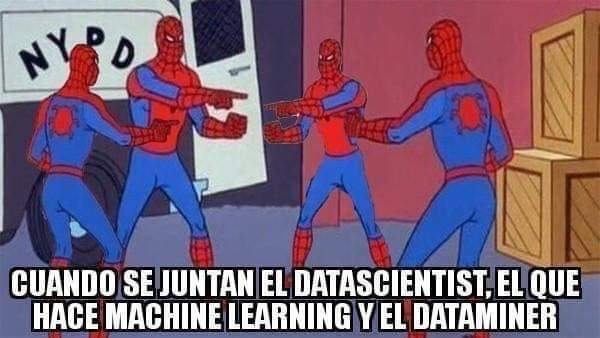 NYPD
CUANDO SE JUNTAN EL DATASCIENTIST, EL QUE
HACE MACHINE LEARNING Y EL DATAMINER